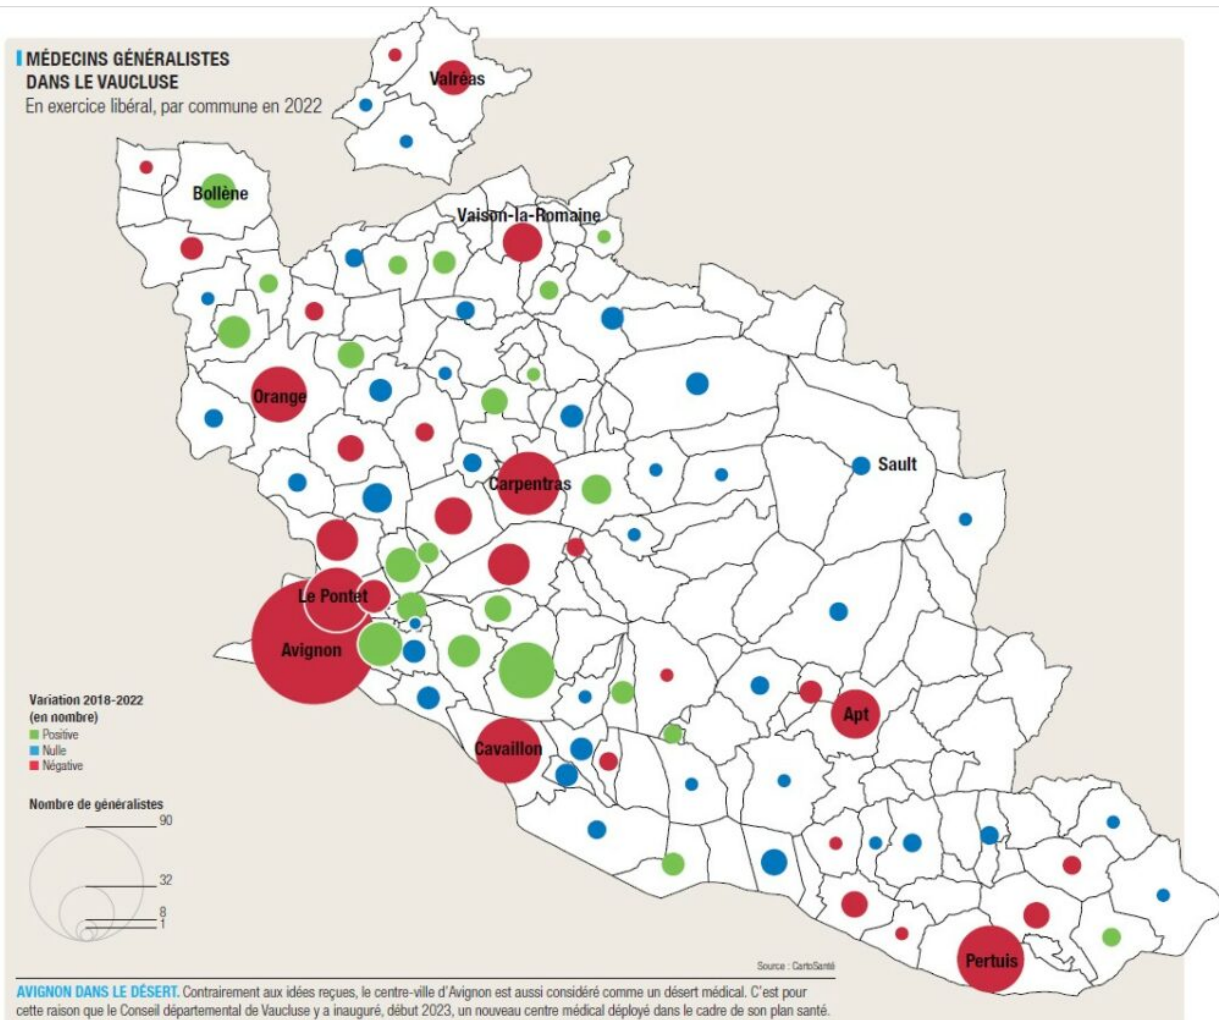 MÉDECINS GÉNÉRALISTES
DANS LE VAUCLUSE
En exercice libéral, par commune en 2022
Valréas
Bollène
Vaison-la-Romaine
Orange
Sault
Carpentras
Le Pontet
Avignon
Apt
Cavaillon
Pertuis
Variation 2018-2022
(en nombre)
Positive
Nulle
Négative
Nombre de généralistes
90
32
8
1
Source : CartoSanté
AVIGNON DANS LE DÉSERT. Contrairement aux idées reçues, le centre-ville d'Avignon est aussi considéré comme un désert médical. C'est pour
cette raison que le Conseil départemental de Vaucluse y a inauguré, début 2023, un nouveau centre médical déployé dans le cadre de son plan santé.